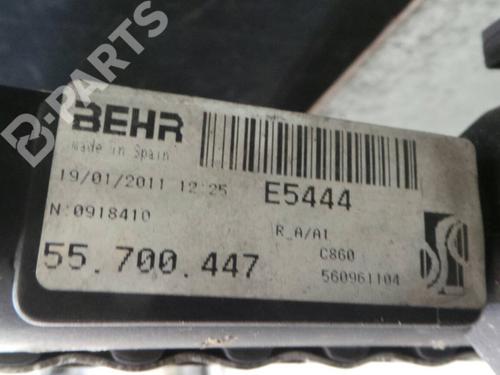 B-PARTS
BEHR
made in Spain
19/01/2011 12:25
E5444
N:0918410
R_A/A1
C860
55.700.447
560961104